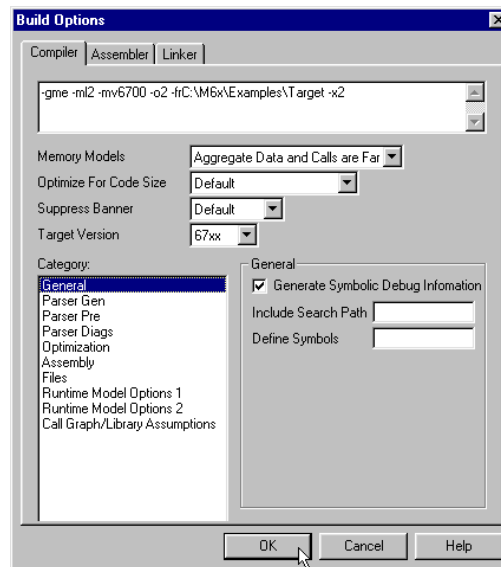 Build Options
Compiler Assembler Linker
-gme -ml2 -mv6700 -o2 -frC:\M6x\Examples\Target -x2
Memory Models Aggregate Data and Calls are Far
Optimize For Code Size Default
Suppress Banner Default
Target Version 67xx
Category:
General
Parser Gen
Parser Pre
Parser Diags
Optimization
Assembly
Files
Runtime Model Options 1
Runtime Model Options 2
Call Graph/Library Assumptions
General
Generate Symbolic Debug Infomation
Include Search Path
Define Symbols
OK Cancel Help